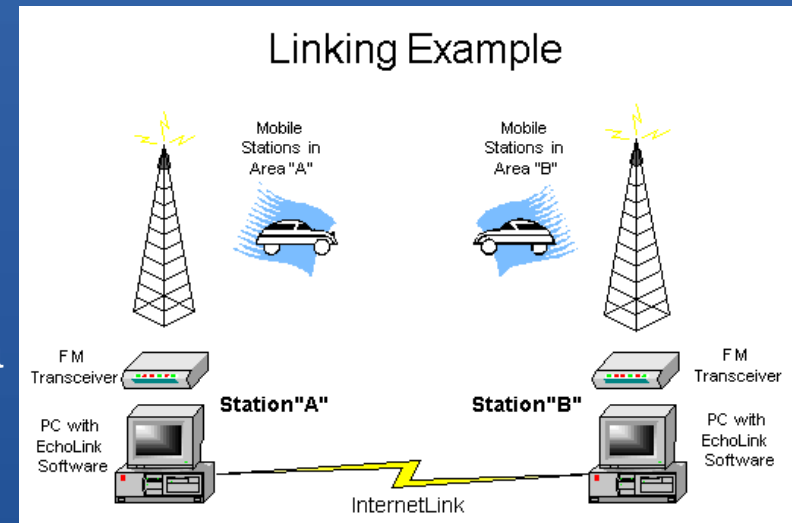 Linking Example
Mobile
Stations in
Area "A"
Mobile
Stations in
Area "B"
FM
Transceiver
Station"A"
PC with
EchoLink
Software
Station"B"
FM
Transceiver
PC with
EchoLink
Software
InternetLink